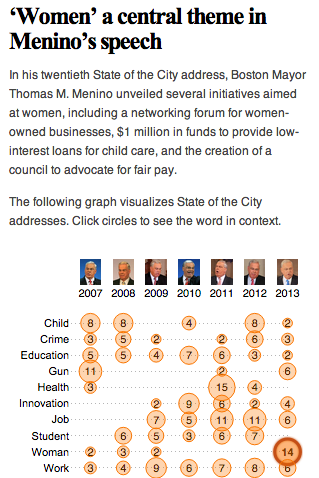 ‘Women’ a central theme in
Menino’s speech
In his twentieth State of the City address, Boston Mayor
Thomas M. Menino unveiled several initiatives aimed
at women, including a networking forum for women-
owned businesses, $1 million in funds to provide low-
interest loans for child care, and the creation of a
council to advocate for fair pay.
The following graph visualizes State of the City
addresses. Click circles to see the word in context.
2007 2008 2009 2010 2011 2012 2013
Child 8 8 4 8 2
Crime 3 5 2 2 6 3
Education 5 5 4 7 6 3 2
Gun 11 2 6
Health 3 15 4
Innovation 2 9 6 2 4
Job 7 5 11 11 6
Student 6 5 3 6 7
Woman 2 3 2 14
Work 3 4 9 6 7 8 6